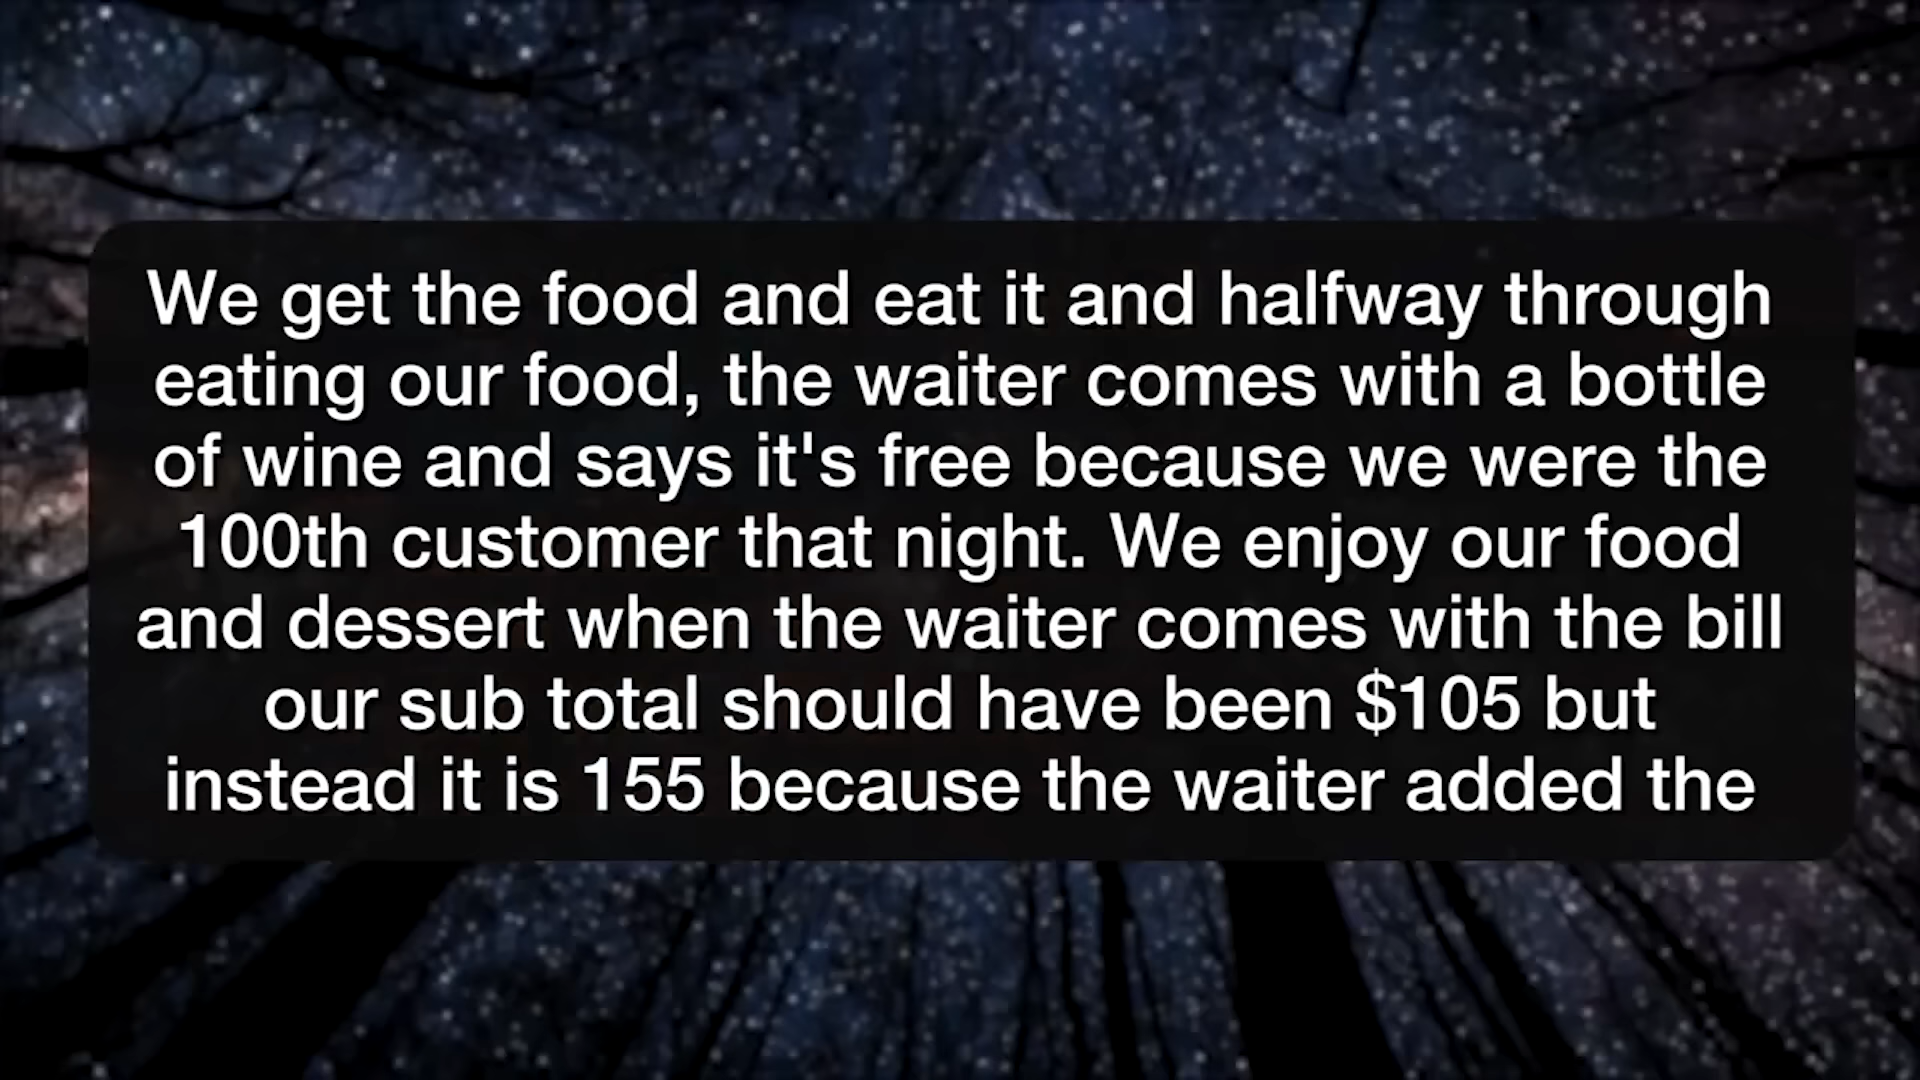 We get the food and eat it and halfway through
eating our food, the waiter comes with a bottle
of wine and says it's free because we were the
100th customer that night. We enjoy our food
and dessert when the waiter comes with the bill
our sub total should have been $105 but
instead it is 155 because the waiter added the